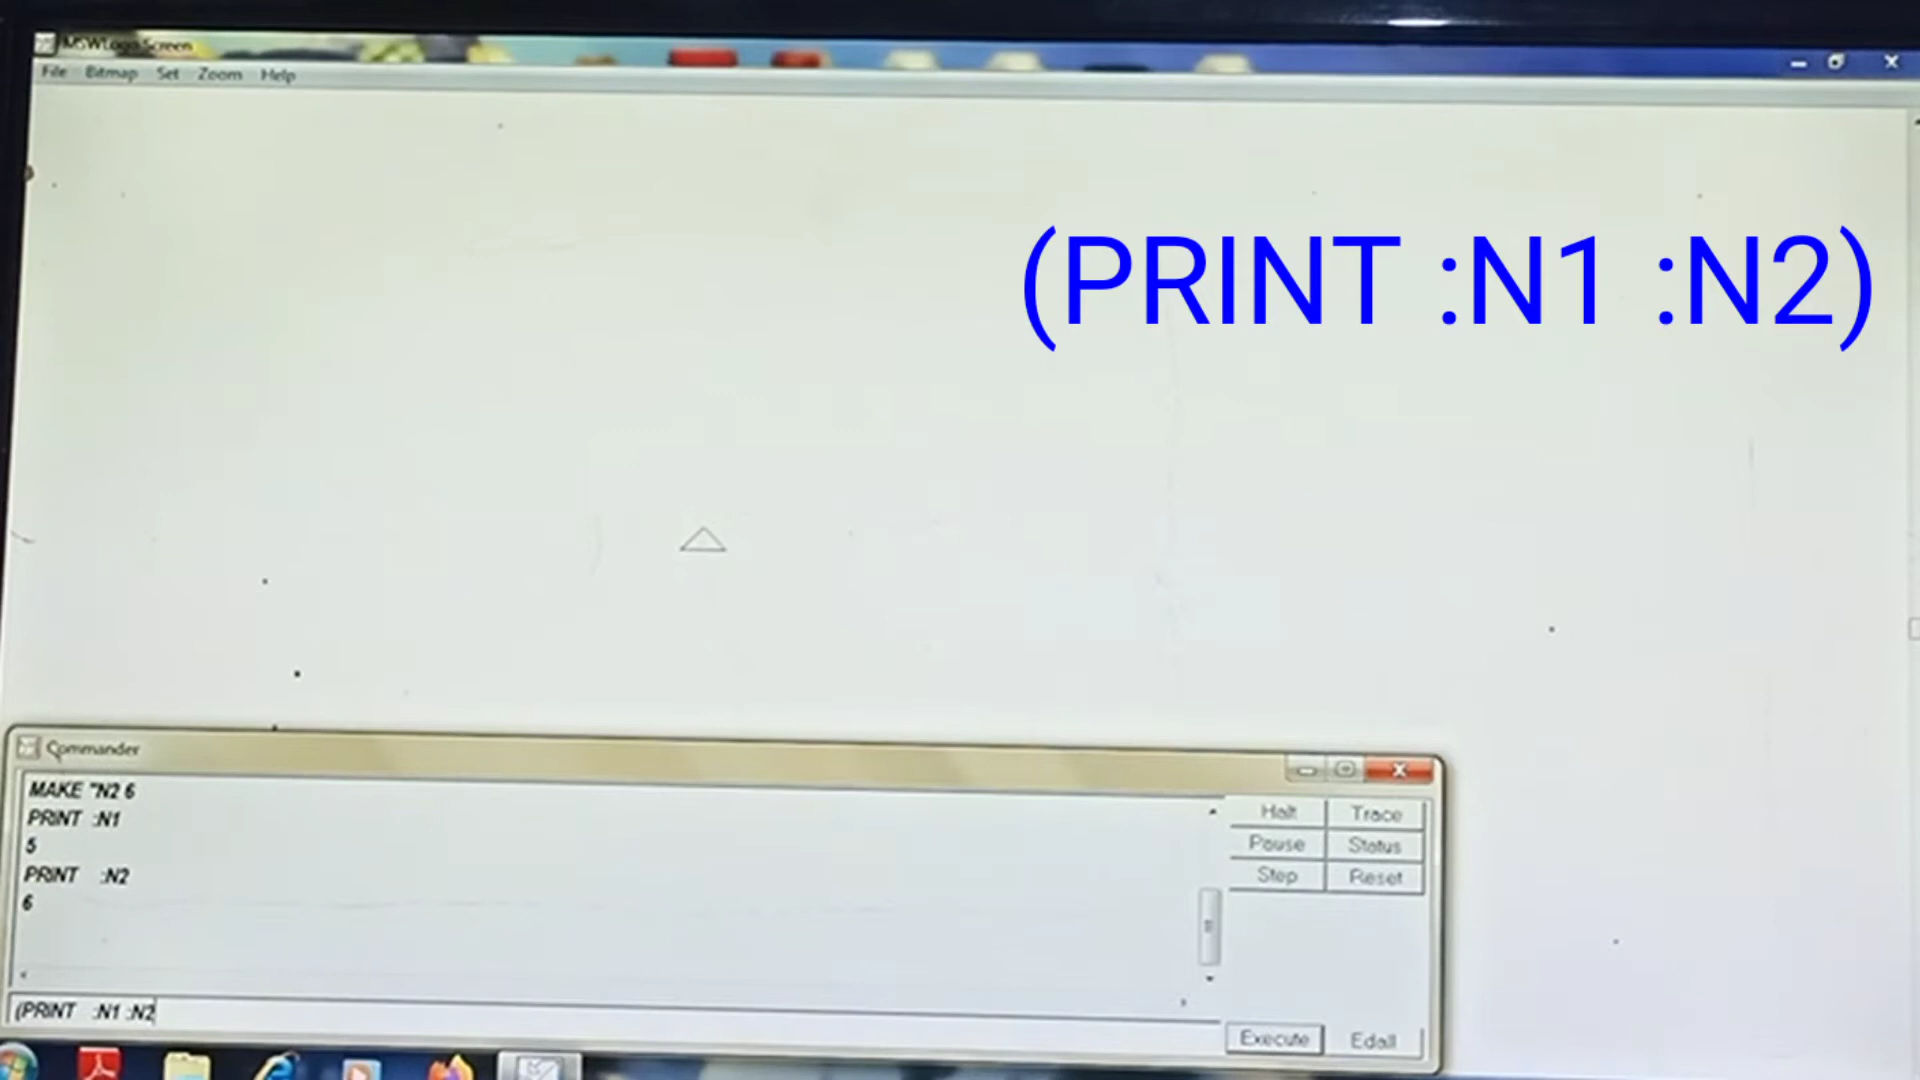 MSWLogo Screen
File Bitmap Set Zoom Help
(PRINT :N1 :N2)
Commander
MAKE "N2 6
PRINT :N1
5
PRINT :N2
6
Halt Trace
Pause Status
Step Reset
(PRINT :N1 :N2
Execute Edall